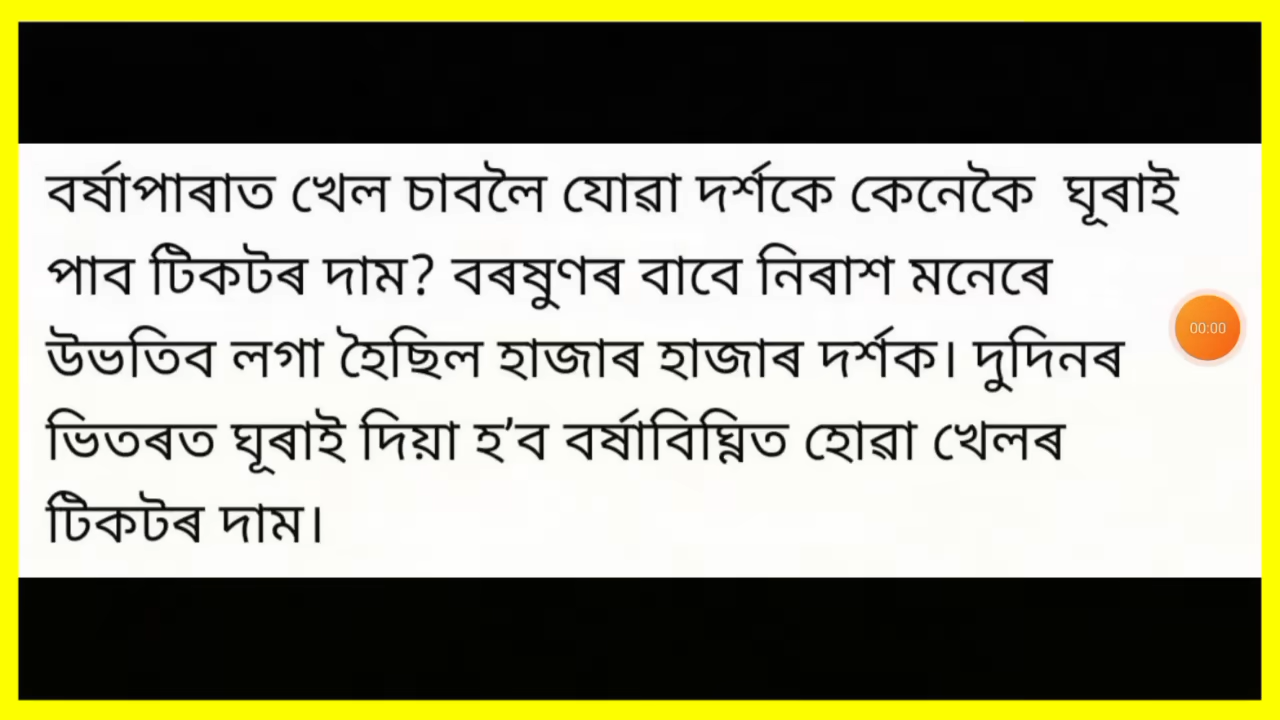 বৰ্ষাপাৰাত খেল চাবলৈ যোৱা দৰ্শকে কেনেকৈ ঘূৰাই
পাব টিকটৰ দাম? বৰষুণৰ বাবে নিৰাশ মনেৰে
উভতিব লগা হৈছিল হাজাৰ হাজাৰ দৰ্শক। দুদিনৰ
ভিতৰত ঘূৰাই দিয়া হ’ব বৰ্ষাবিঘ্নিত হোৱা খেলৰ
টিকটৰ দাম।
00:00